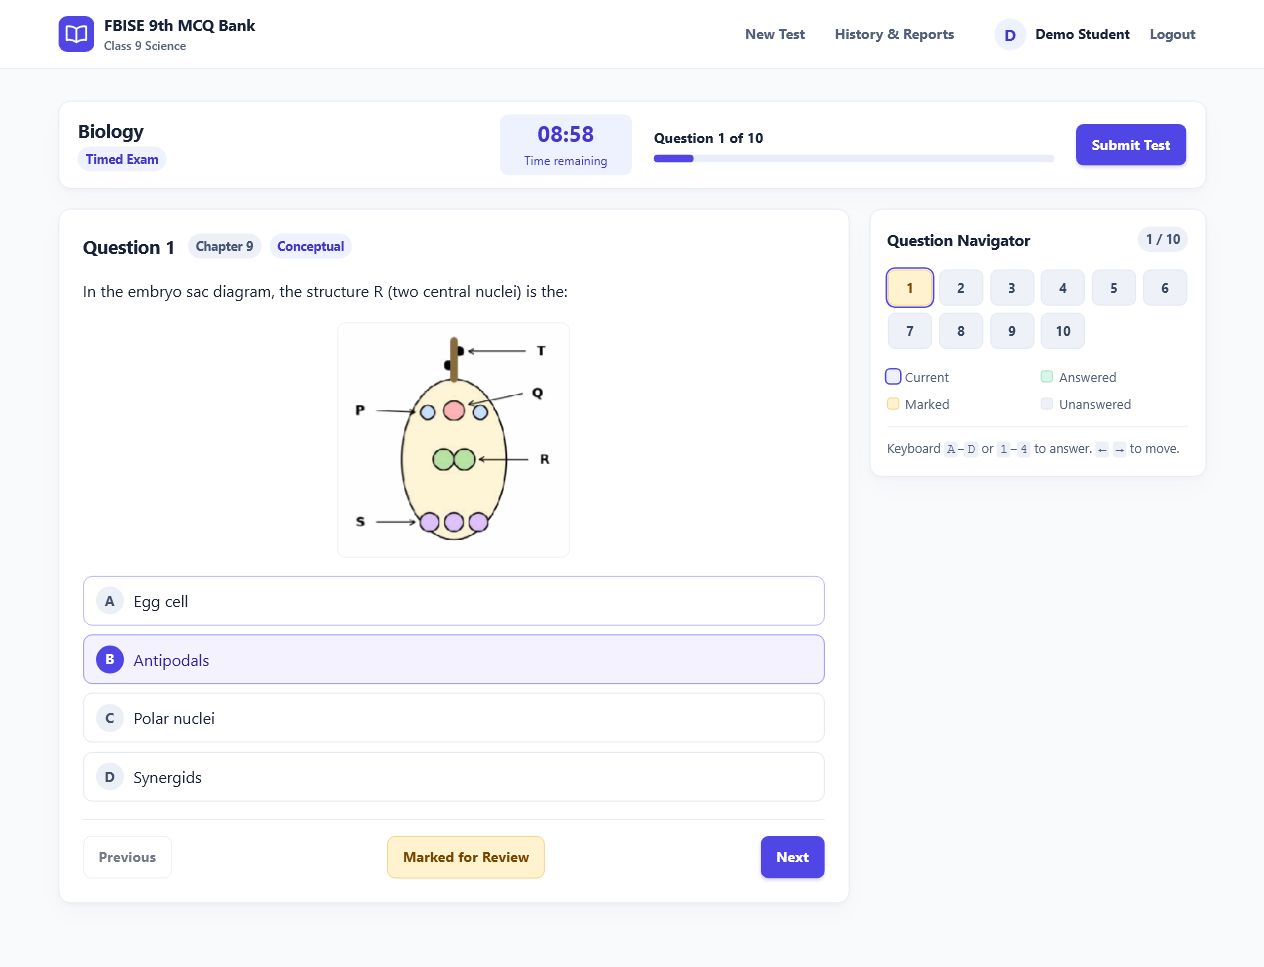 FBISE 9th MCQ Bank
Class 9 Science
New Test
History & Reports
D
Demo Student
Logout
Biology
Timed Exam
08:58
Time remaining
Question 1 of 10
Submit Test
Question 1
Chapter 9
Conceptual
In the embryo sac diagram, the structure R (two central nuclei) is the:
T
Q
P
R
S
A Egg cell
B Antipodals
C Polar nuclei
D Synergids
Previous
Marked for Review
Next
Question Navigator
1 / 10
1 2 3 4 5 6
7 8 9 10
Current
Answered
Marked
Unanswered
Keyboard A – D or 1 – 4 to answer. ← → to move.